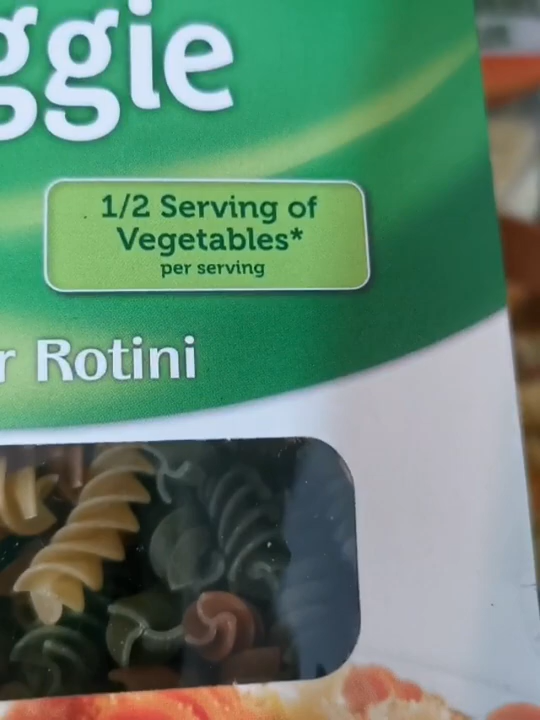 ggie
1/2 Serving of
Vegetables*
per serving
r Rotini